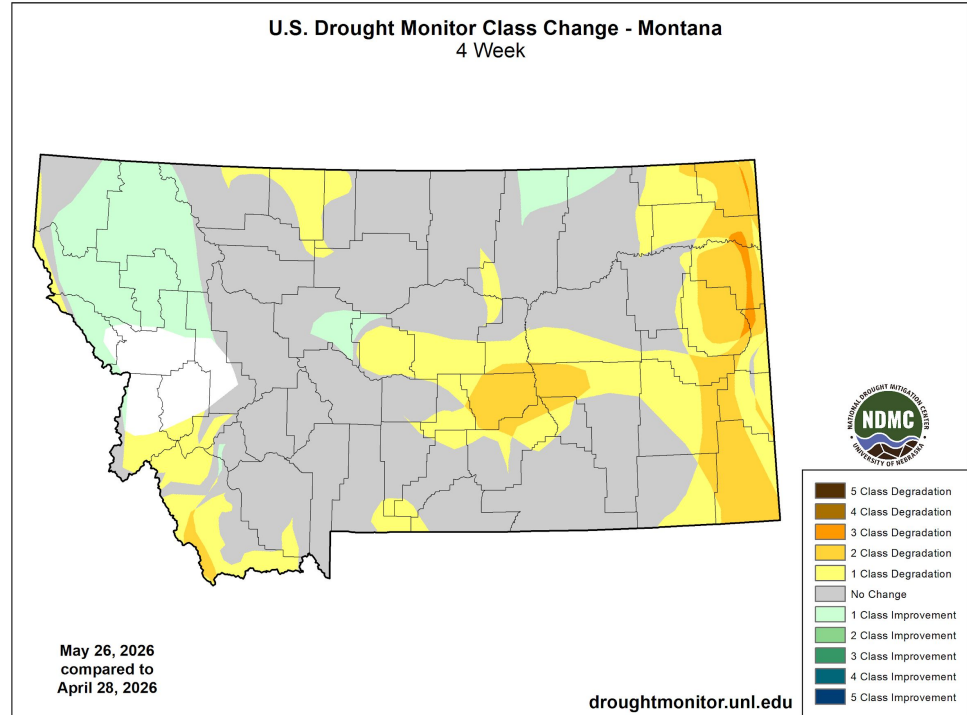 U.S. Drought Monitor Class Change - Montana
4 Week
NATIONAL DROUGHT MITIGATION CENTER
NDMC
UNIVERSITY OF NEBRASKA
5 Class Degradation
4 Class Degradation
3 Class Degradation
2 Class Degradation
1 Class Degradation
No Change
1 Class Improvement
2 Class Improvement
3 Class Improvement
4 Class Improvement
5 Class Improvement
May 26, 2026
compared to
April 28, 2026
droughtmonitor.unl.edu